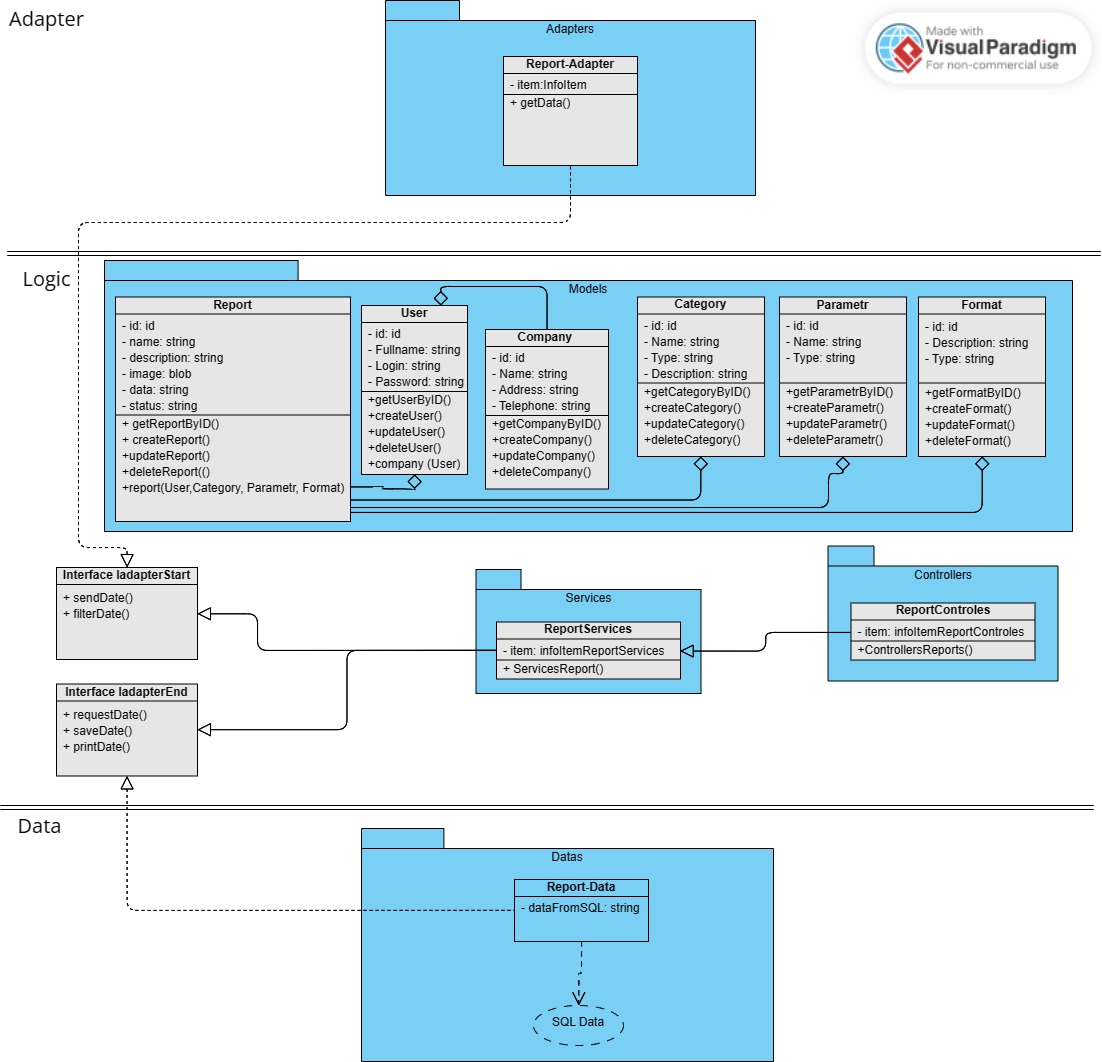 Adapter
Made with
Visual Paradigm
For non-commercial use
Adapters
Report-Adapter
- item:InfoItem
+ getData()
Logic
Models
Report
- id: id
- name: string
- description: string
- image: blob
- data: string
- status: string
+ getReportByID()
+ createReport()
+updateReport()
+deleteReport(()
+report(User,Category, Parametr, Format)
User
- id: id
- Fullname: string
- Login: string
- Password: string
+getUserByID()
+createUser()
+updateUser()
+deleteUser()
+company (User)
Company
- id: id
- Name: string
- Address: string
- Telephone: string
+getCompanyByID()
+createCompany()
+updateCompany()
+deleteCompany()
Category
- id: id
- Name: string
- Type: string
- Description: string
+getCategoryByID()
+createCategory()
+updateCategory()
+deleteCategory()
Parametr
- id: id
- Name: string
- Type: string
+getParametrByID()
+createParametr()
+updateParametr()
+deleteParametr()
Format
- id: id
- Description: string
- Type: string
+getFormatByID()
+createFormat()
+updateFormat()
+deleteFormat()
Interface IadapterStart
+ sendDate()
+ filterDate()
Services
ReportServices
- item: infoItemReportServices
+ ServicesReport()
Controllers
ReportControles
- item: infoItemReportControles
+ControllersReports()
Interface IadapterEnd
+ requestDate()
+ saveDate()
+ printDate()
Data
Datas
Report-Data
- dataFromSQL: string
SQL Data